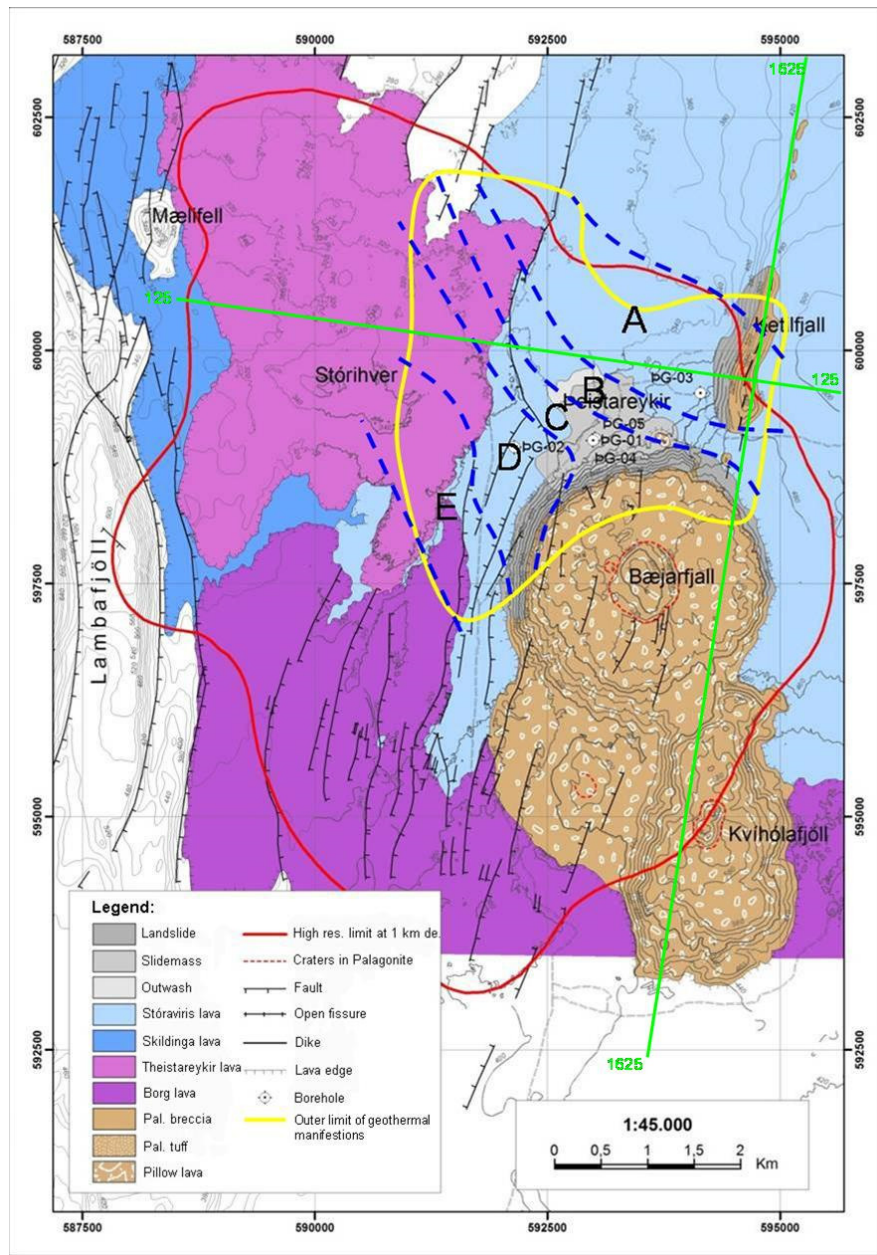 587500 590000 592500 595000
1625
602500 602500
Mælifell
125
A
Ketilfjall
600000 600000
Stórihver
ÞG-03
125
B
Þeistareykir
C
ÞG-05
D
ÞG-02
ÞG-01
ÞG-04
E
Lambafjöll
597500 597500
Bæjarfjall
595000 595000
Kvíhólafjöll
Legend:
Landslide
Slidemass
Outwash
Stóraviris lava
Skildinga lava
Theistareykir lava
Borg lava
Pal. breccia
Pal. tuff
Pillow lava
High res. limit at 1 km de.
Craters in Palagonite
Fault
Open fissure
Dike
Lava edge
Borehole
Outer limit of geothermal
manifestions
592500 592500
1625
1:45.000
0 0,5 1 1,5 2
Km
587500 590000 592500 595000